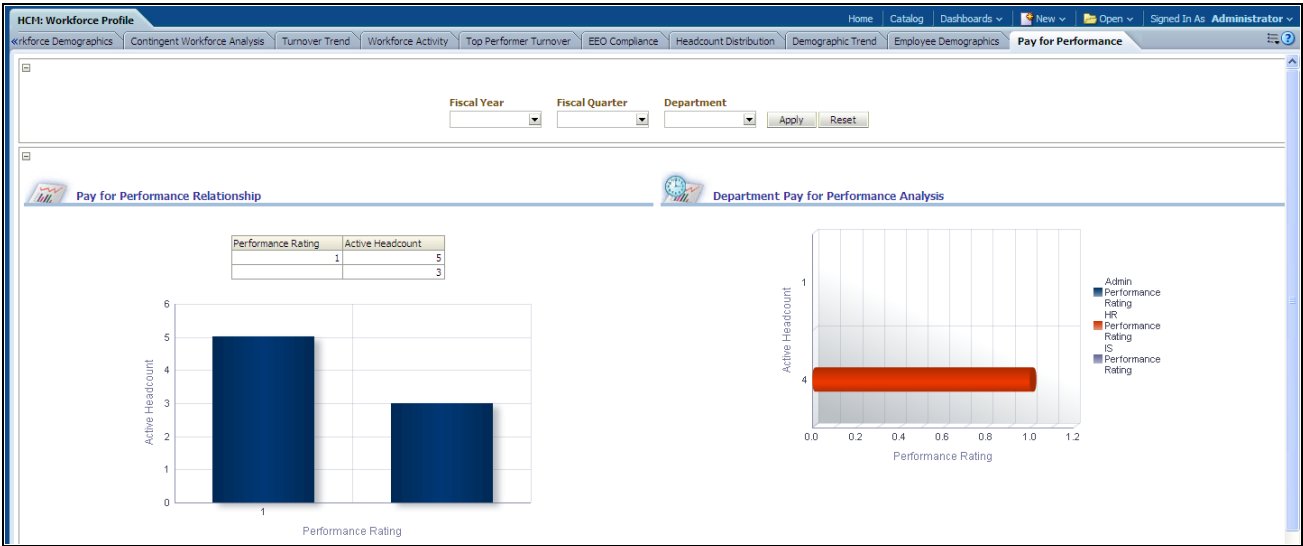 HCM: Workforce Profile
Home Catalog Dashboards New Open Signed In As Administrator
«rkforce Demographics Contingent Workforce Analysis Turnover Trend Workforce Activity Top Performer Turnover EEO Compliance Headcount Distribution Demographic Trend Employee Demographics Pay for Performance
Fiscal Year Fiscal Quarter Department
Apply Reset
Pay for Performance Relationship
Performance Rating Active Headcount
1 5
3
6
5
4
3
2
1
0
Active Headcount
1
Performance Rating
Department Pay for Performance Analysis
1
4
Active Headcount
0.0 0.2 0.4 0.6 0.8 1.0 1.2
Performance Rating
Admin
Performance
Rating
HR
Performance
Rating
IS
Performance
Rating